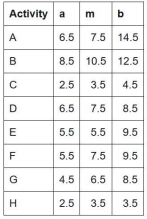 Activity a m b
A 6.5 7.5 14.5
B 8.5 10.5 12.5
C 2.5 3.5 4.5
D 6.5 7.5 8.5
E 5.5 5.5 9.5
F 5.5 7.5 9.5
G 4.5 6.5 8.5
H 2.5 3.5 3.5